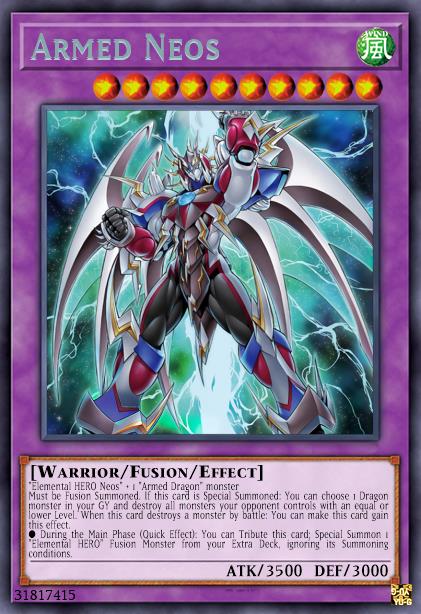 Armed Neos
WIND
風
[Warrior/Fusion/Effect]
"Elemental HERO Neos" + 1 "Armed Dragon" monster
Must be Fusion Summoned. If this card is Special Summoned: You can choose 1 Dragon
monster in your GY and destroy all monsters your opponent controls with an equal or
lower Level. When this card destroys a monster by battle: You can make this card gain
this effect.
● During the Main Phase (Quick Effect): You can Tribute this card; Special Summon 1
"Elemental HERO" Fusion Monster from your Extra Deck, ignoring its Summoning
conditions.
ATK/3500 DEF/3000
31817415